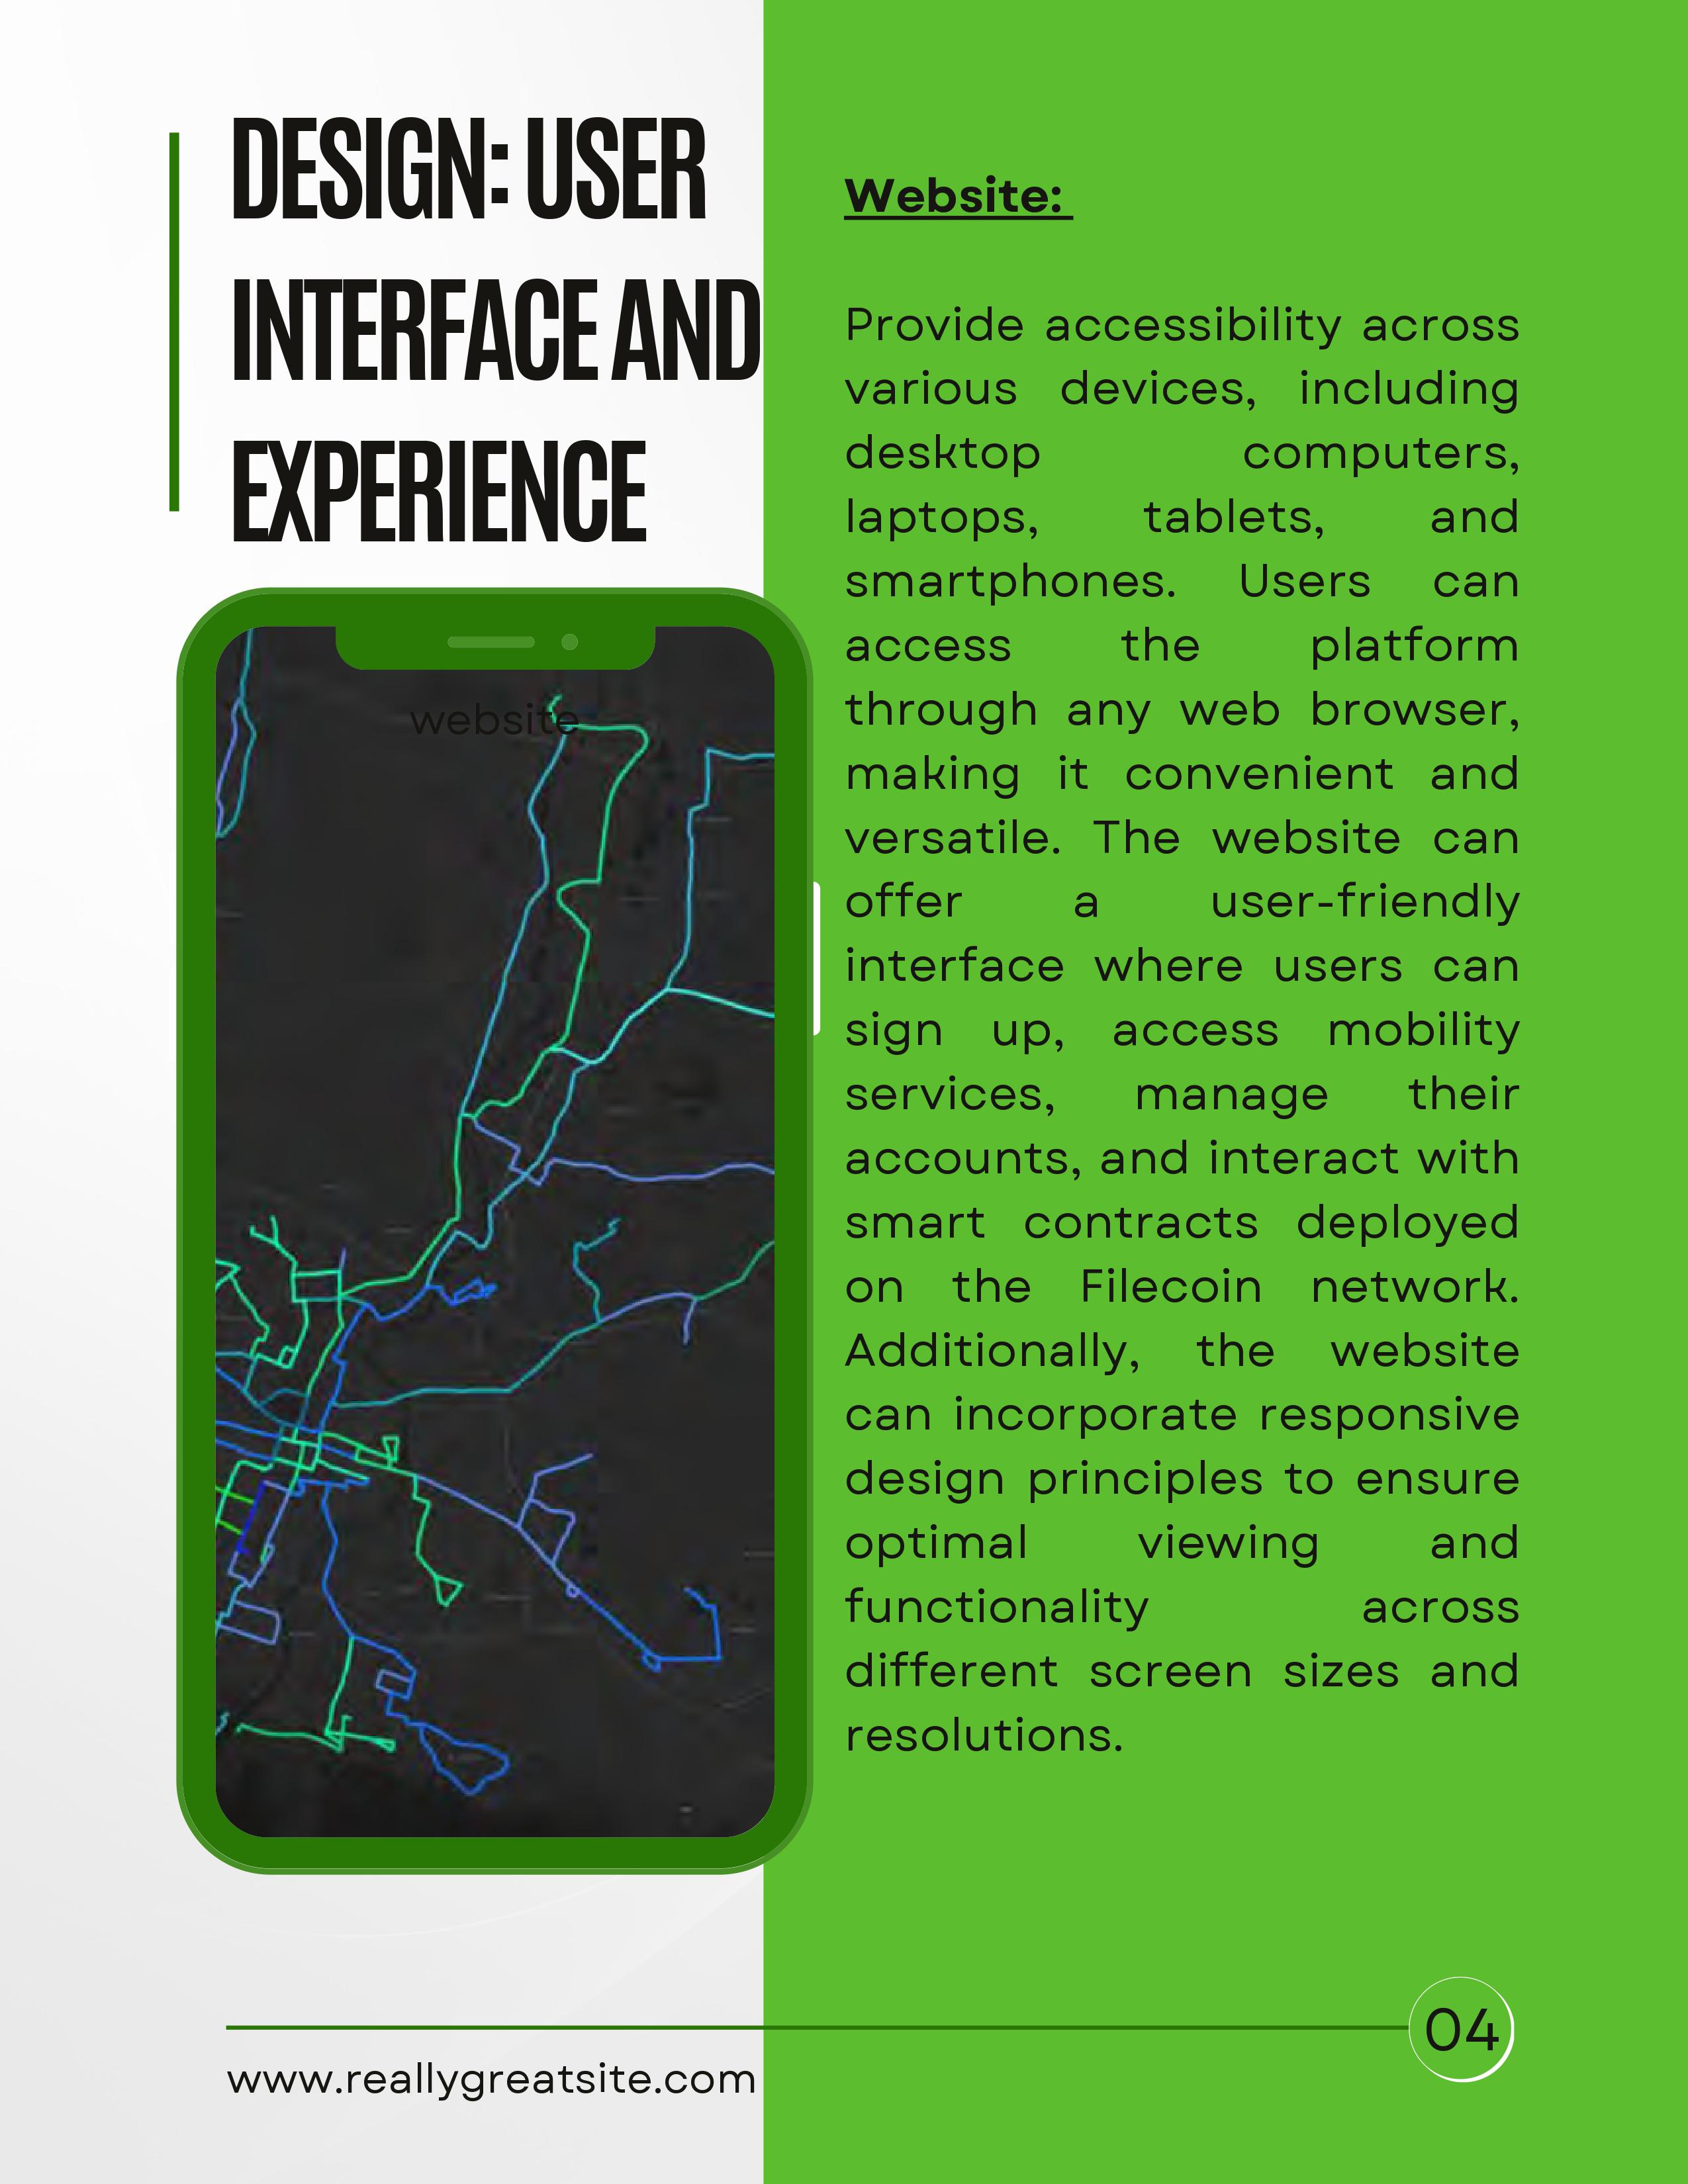 DESIGN: USER
INTERFACE AND
EXPERIENCE
website
Website:
Provide accessibility across
various devices, including
desktop computers,
laptops, tablets, and
smartphones. Users can
access the platform
through any web browser,
making it convenient and
versatile. The website can
offer a user-friendly
interface where users can
sign up, access mobility
services, manage their
accounts, and interact with
smart contracts deployed
on the Filecoin network.
Additionally, the website
can incorporate responsive
design principles to ensure
optimal viewing and
functionality across
different screen sizes and
resolutions.
04
www.reallygreatsite.com